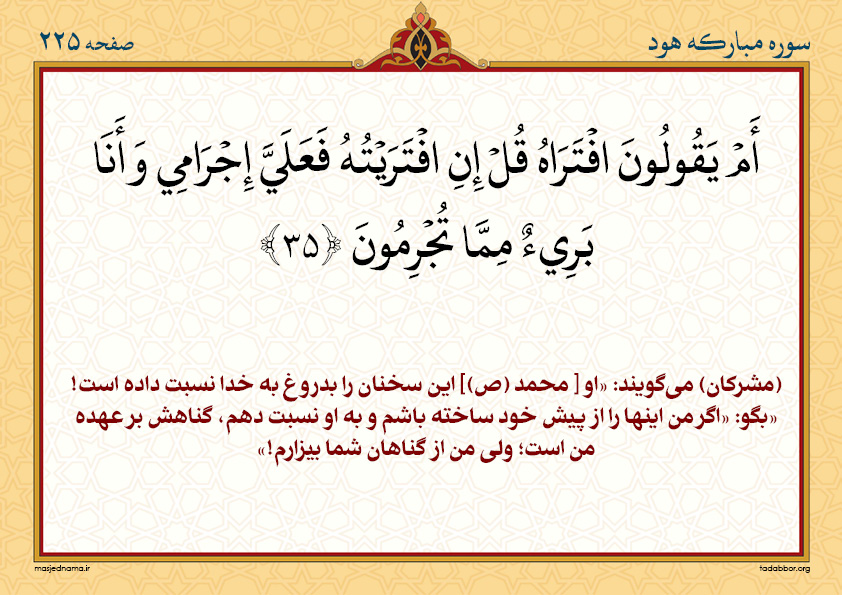 سوره مبارکه هود
صفحه ۲۲۵
أَمْ يَقُولُونَ افْتَرَاهُ قُلْ إِنِ افْتَرَيْتُهُ فَعَلَيَّ إِجْرَامِي وَ أَنَا
بَرِيءٌ مِمَّا تُجْرِمُونَ ﴿۳۵﴾
(مشرکان) می‌گویند: «او[ محمد (ص)] این سخنان را بدروغ به خدا نسبت داده است!
«بگو: «اگر من اینها را از پیش خود ساخته باشم و به او نسبت دهم، گناهش بر عهده
من است؛ ولی من از گناهان شما بیزارم!»
masjednama.ir
tadabbor.org